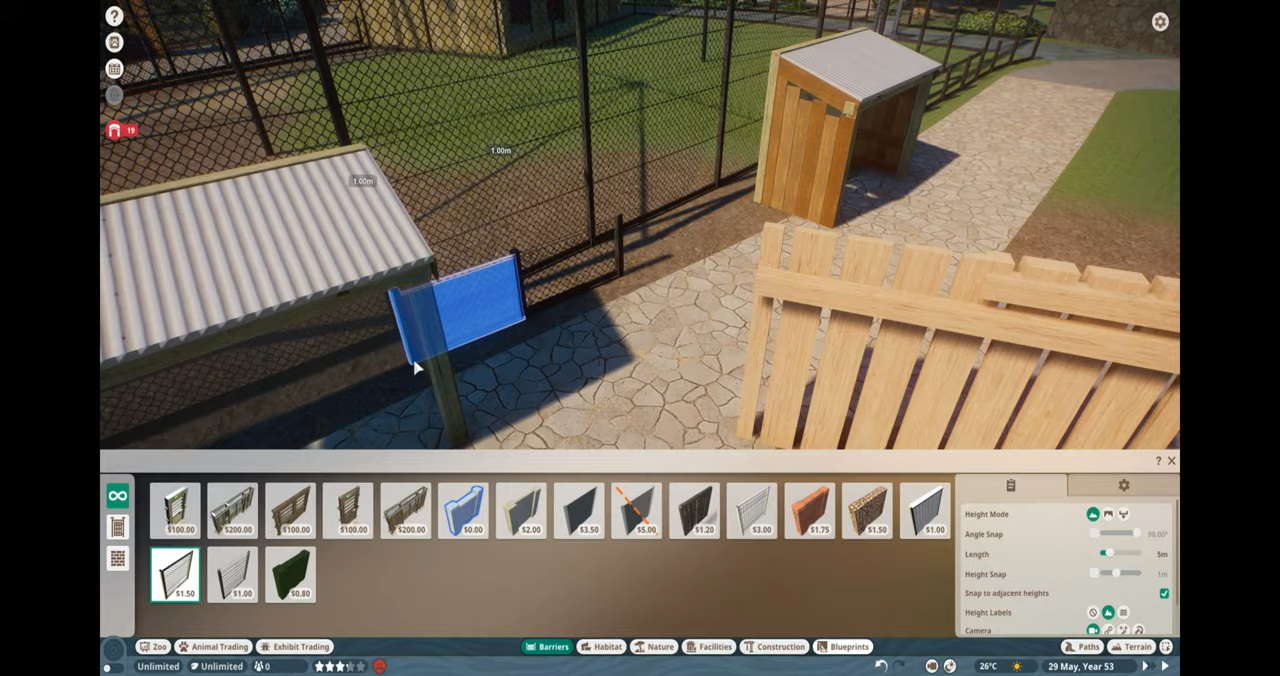 ?
19
1.00m
1.00m
?
$100.00 $200.00 $100.00 $100.00 $200.00 $0.00 $2.00 $3.50 $5.00 $1.20 $3.00 $1.75 $1.50 $1.00
$1.50 $1.00 $0.80
Height Mode
Angle Snap 90.00°
Length 5m
Height Snap 1m
Snap to adjacent heights
Height Labels
Camera
Zoo Animal Trading Exhibit Trading Barriers Habitat Nature Facilities Construction Blueprints Paths Terrain
Unlimited Unlimited 0 26°C 29 May, Year 53